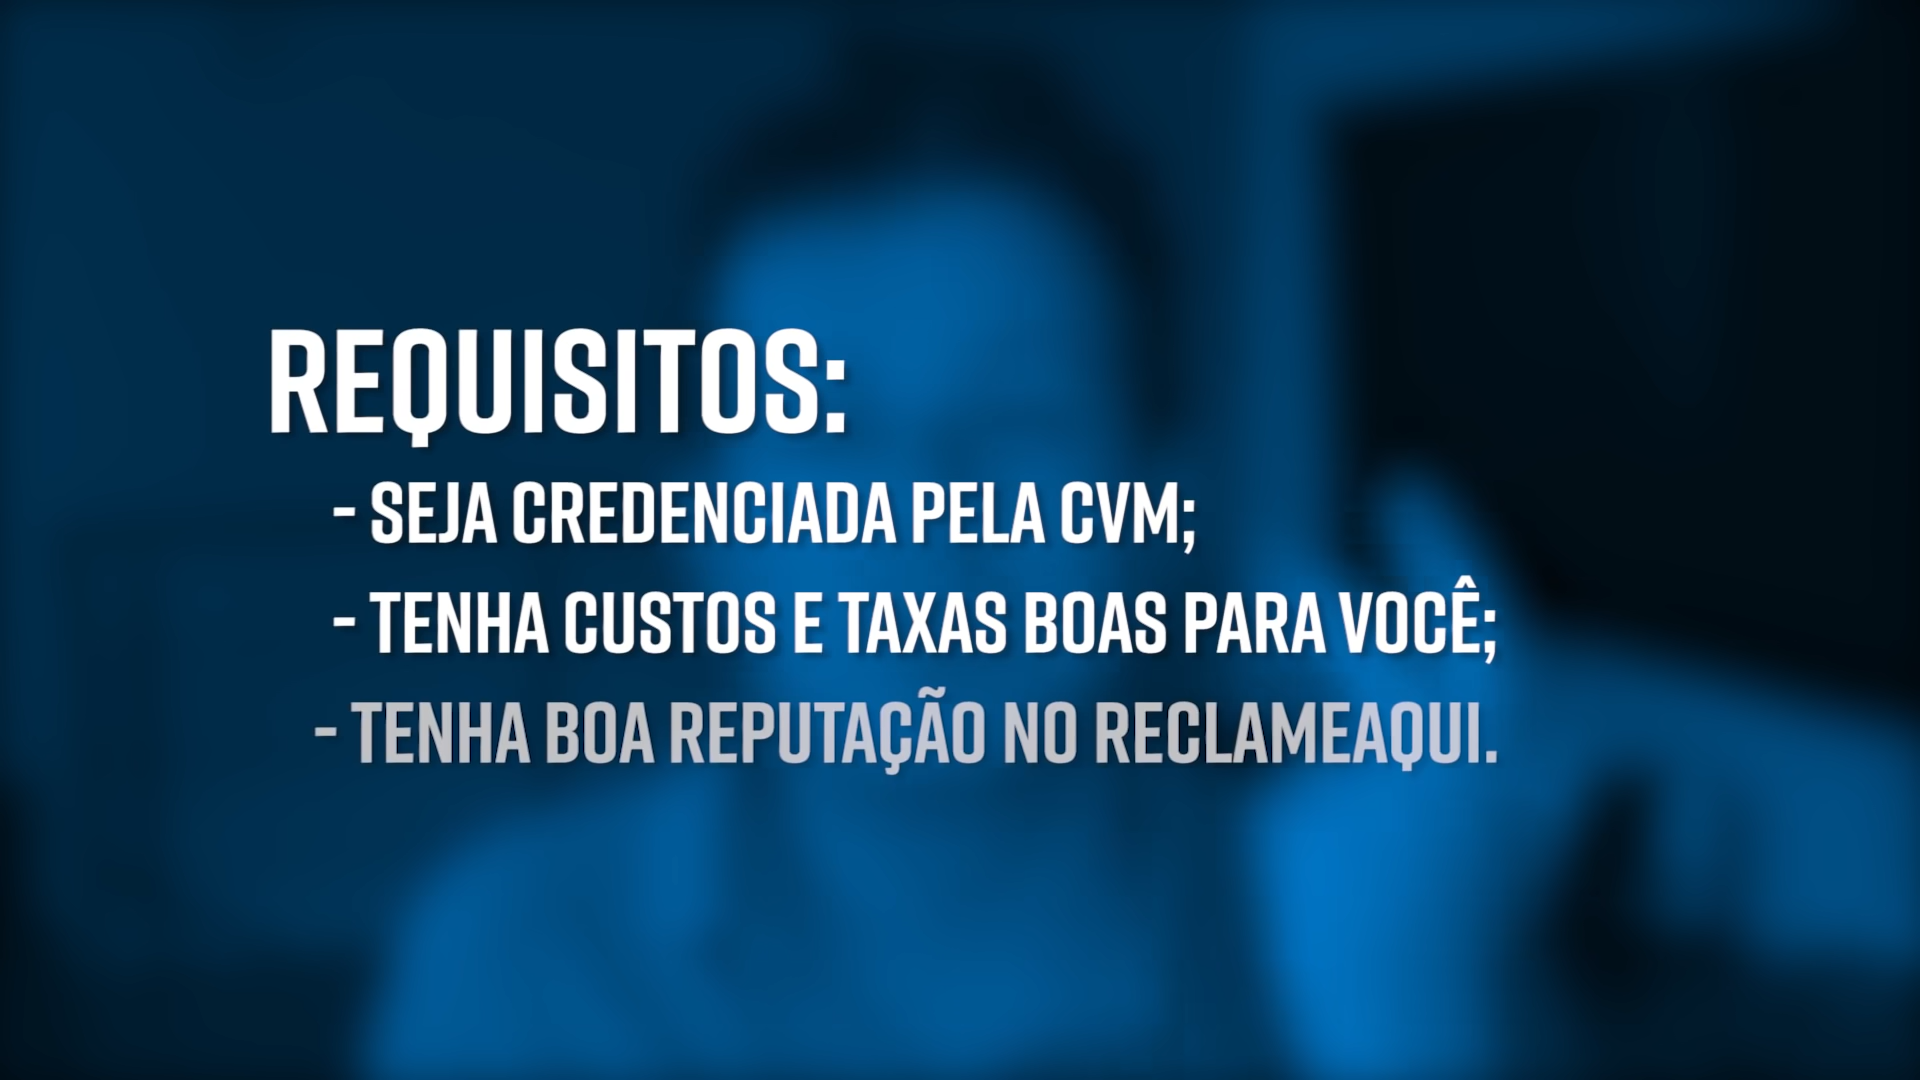 REQUISITOS:
- SEJA CREDENCIADA PELA CVM;
- TENHA CUSTOS E TAXAS BOAS PARA VOCÊ;
- TENHA BOA REPUTAÇÃO NO RECLAMEAQUI.